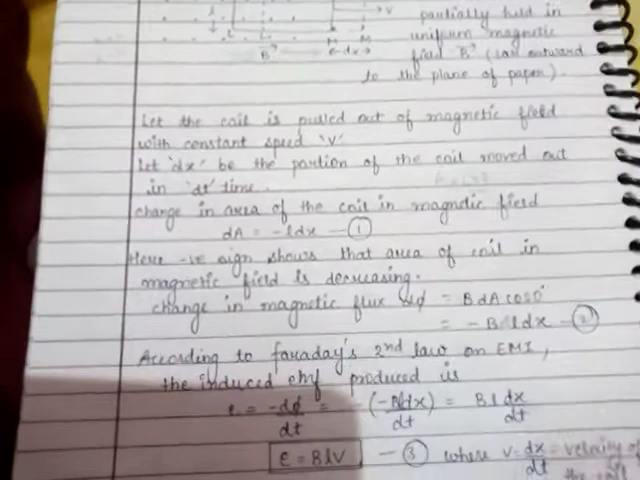 partially held in
uniform magnetic
field B (say outward
to the plane of paper).
Let the coil is pulled out of magnetic field
with constant speed 'v'
Let 'dx' be the portion of the coil moved out
in 'dt' time.
change in area of the coil in magnetic field
dA = -ldx — ①
Here -ve sign shows that area of coil in
magnetic field is decreasing.
change in magnetic flux dϕ = BdA cos0°
= -Bldx — ②
According to faraday's 2nd law on EMI,
the induced emf produced is
e = -dϕ/dt = -(-Bldx)/dt = Bl dx/dt
e = Blv — ③ where v = dx/dt = velocity of
the